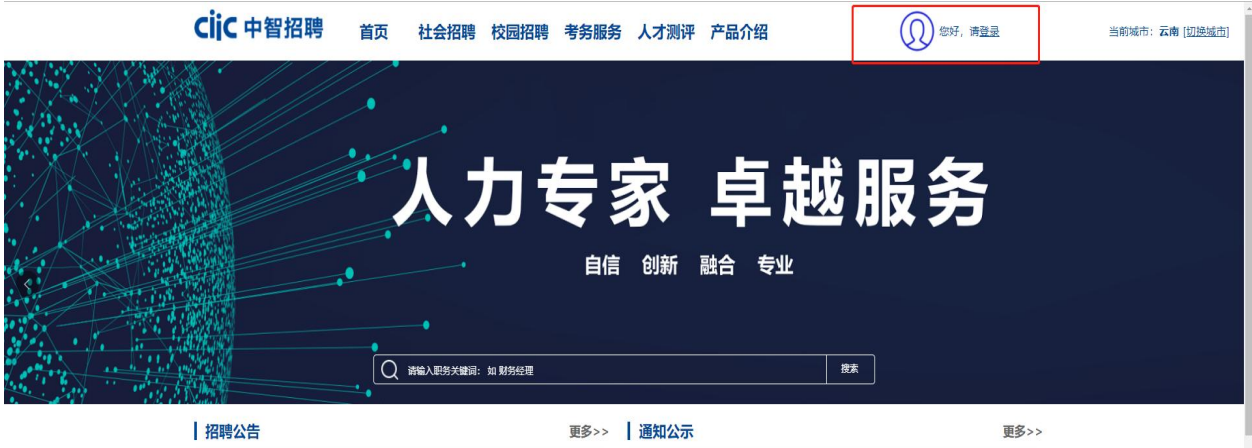 ciic 中智招聘 首页 社会招聘 校园招聘 考务服务 人才测评 产品介绍 您好，请登录 当前城市：云南 [切换城市]
人力专家 卓越服务
自信 创新 融合 专业
请输入职务关键词：如 财务经理 搜索
招聘公告 更多>> 通知公示 更多>>